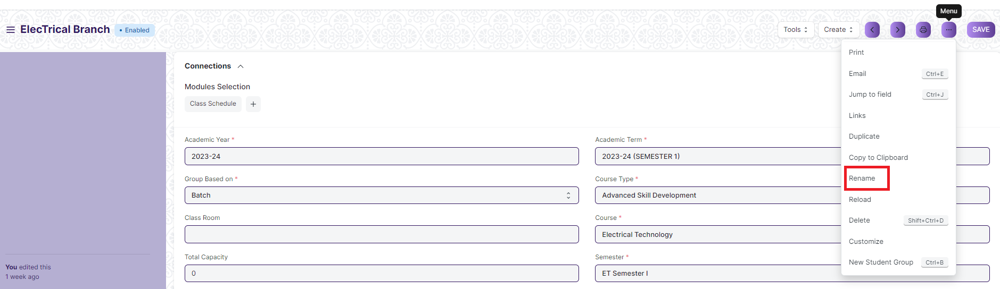 Menu
ElecTrical Branch
• Enabled
Tools
Create
SAVE
Connections
Modules Selection
Class Schedule
+
Academic Year *
2023-24
Academic Term *
2023-24 (SEMESTER 1)
Group Based on *
Batch
Course Type *
Advanced Skill Development
Class Room
Course *
Electrical Technology
Total Capacity
0
Semester *
ET Semester I
Print
Email Ctrl+E
Jump to field Ctrl+J
Links
Duplicate
Copy to Clipboard
Rename
Reload
Delete Shift+Ctrl+D
Customize
New Student Group Ctrl+B
You edited this
1 week ago